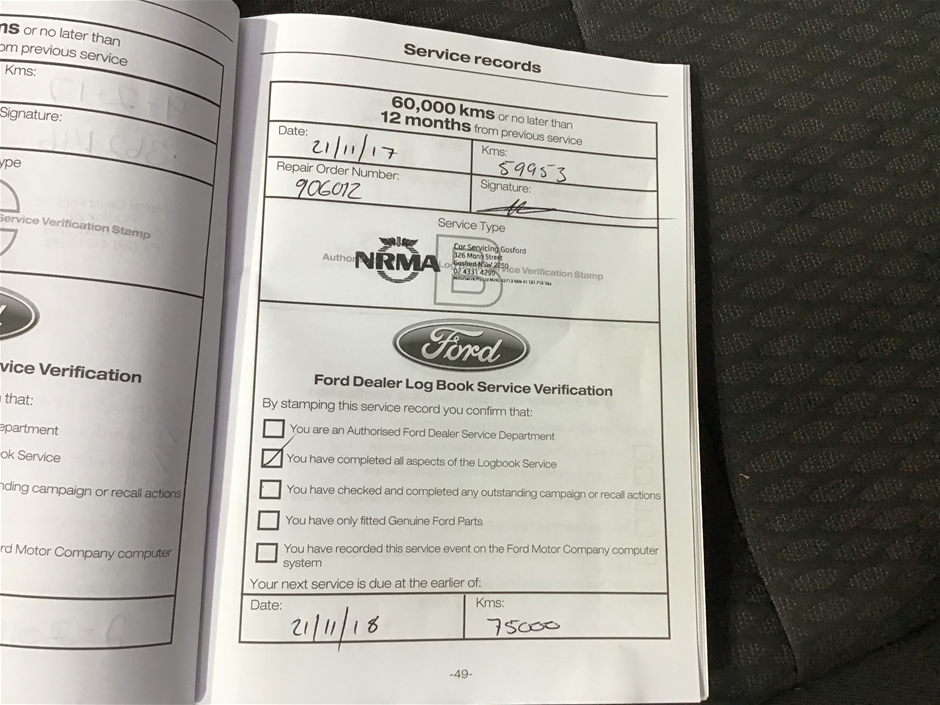 ms or no later than
om previous service
Kms:
Signature:
ype
Service Verification Stamp
vice Verification
that:
epartment
ok Service
nding campaign or recall actions
rd Motor Company computer
Service records
60,000 kms or no later than
12 months from previous service
Date:
21/11/17
Kms:
59953
Repair Order Number:
906012
Signature:
Service Type
B
NRMA
Car Servicing Gosford
326 Mann Street
Gosford NSW 2250
02 4331 4299
Ford
Ford Dealer Log Book Service Verification
By stamping this service record you confirm that:
You are an Authorised Ford Dealer Service Department
You have completed all aspects of the Logbook Service
You have checked and completed any outstanding campaign or recall actions
You have only fitted Genuine Ford Parts
You have recorded this service event on the Ford Motor Company computer
system
Your next service is due at the earlier of:
Date:
21/11/18
Kms:
75000
-49-